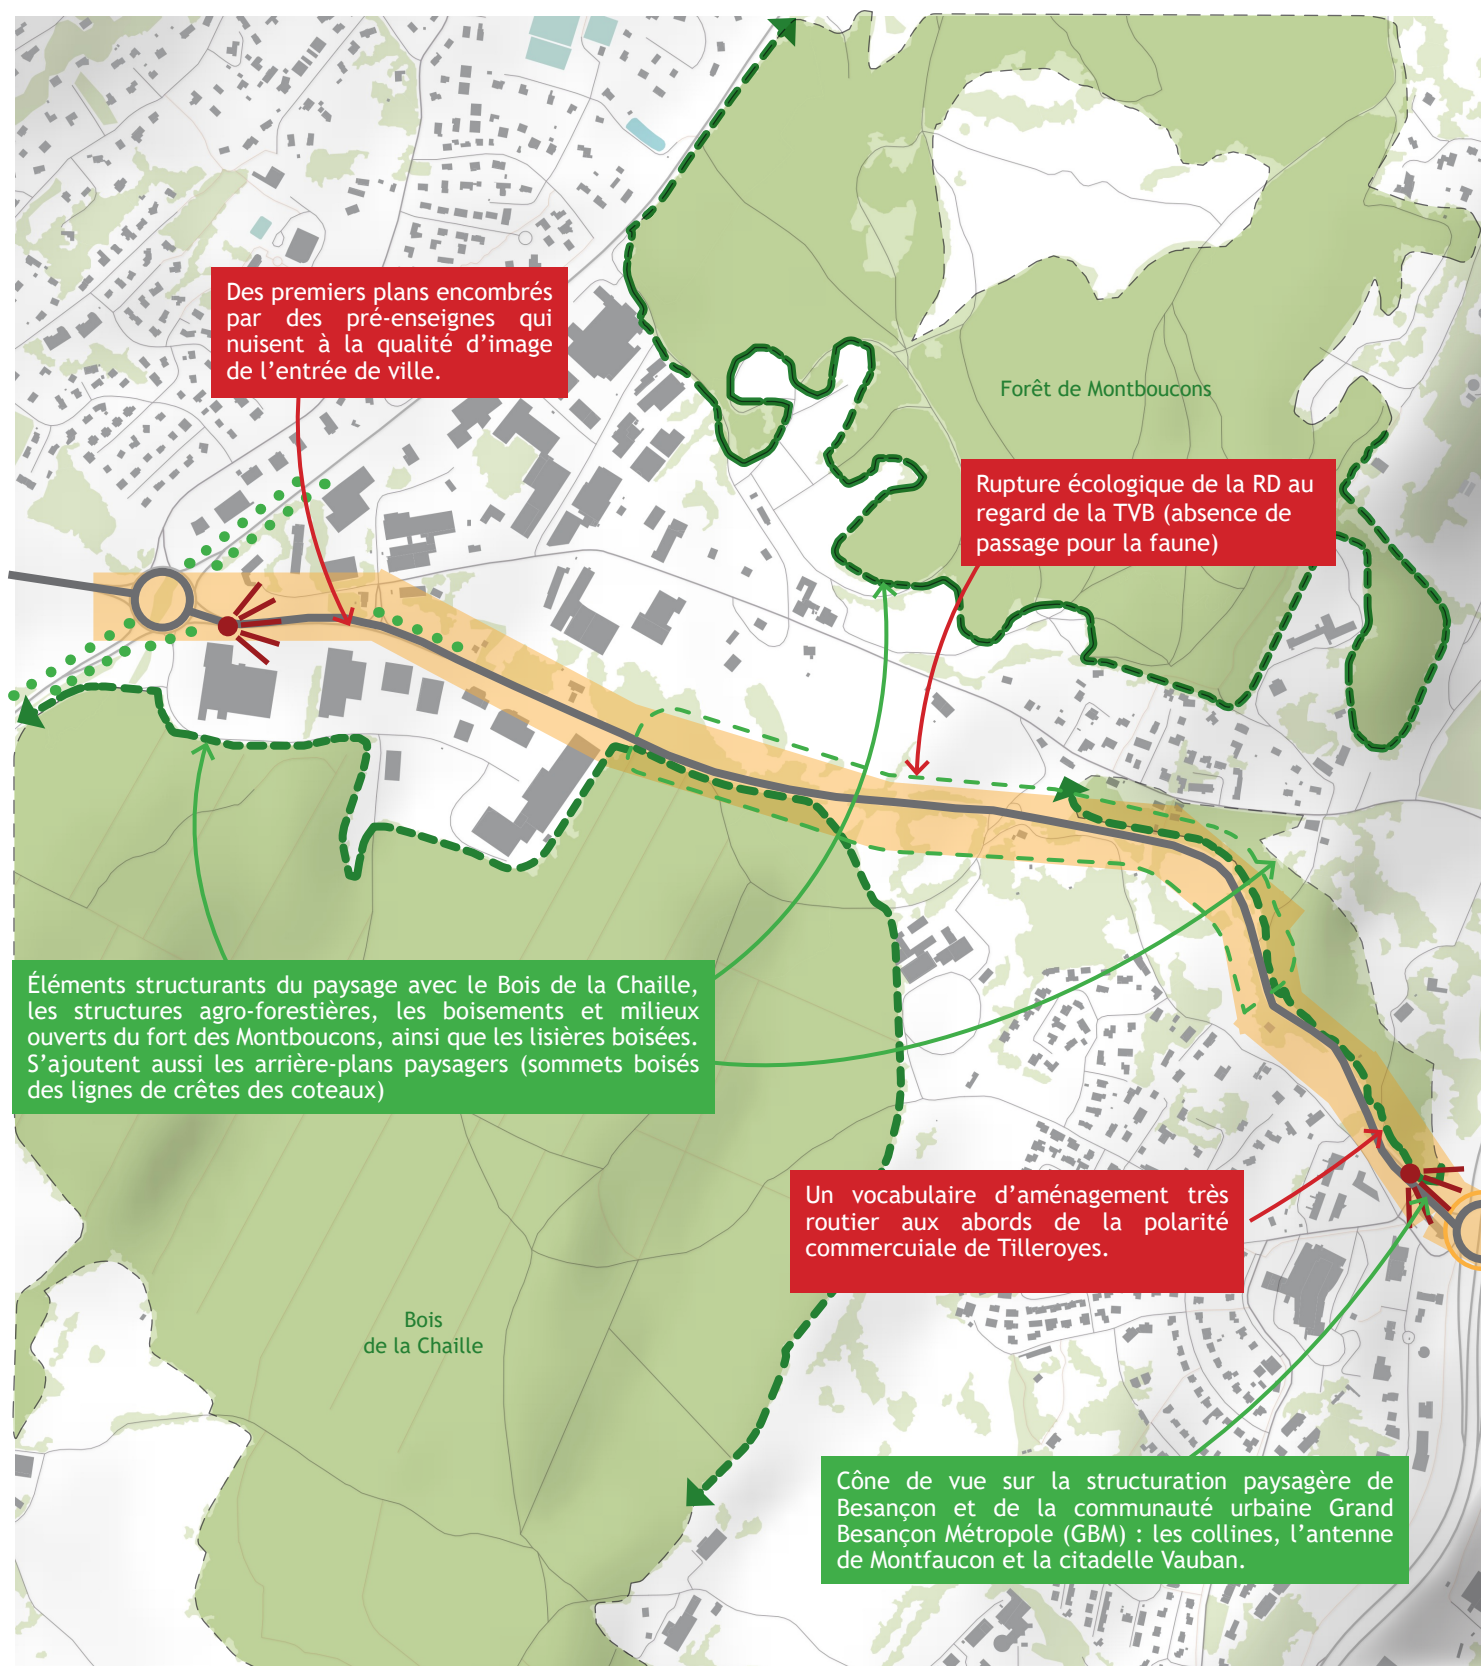 Des premiers plans encombrés
par des pré-enseignes qui
nuisent à la qualité d’image
de l’entrée de ville.
Forêt de Montboucons
Rupture écologique de la RD au
regard de la TVB (absence de
passage pour la faune)
Éléments structurants du paysage avec le Bois de la Chaille,
les structures agro-forestières, les boisements et milieux
ouverts du fort des Montboucons, ainsi que les lisières boisées.
S’ajoutent aussi les arrière-plans paysagers (sommets boisés
des lignes de crêtes des coteaux)
Un vocabulaire d’aménagement très
routier aux abords de la polarité
commercuiale de Tilleroyes.
Bois
de la Chaille
Cône de vue sur la structuration paysagère de
Besançon et de la communauté urbaine Grand
Besançon Métropole (GBM) : les collines, l’antenne
de Montfaucon et la citadelle Vauban.